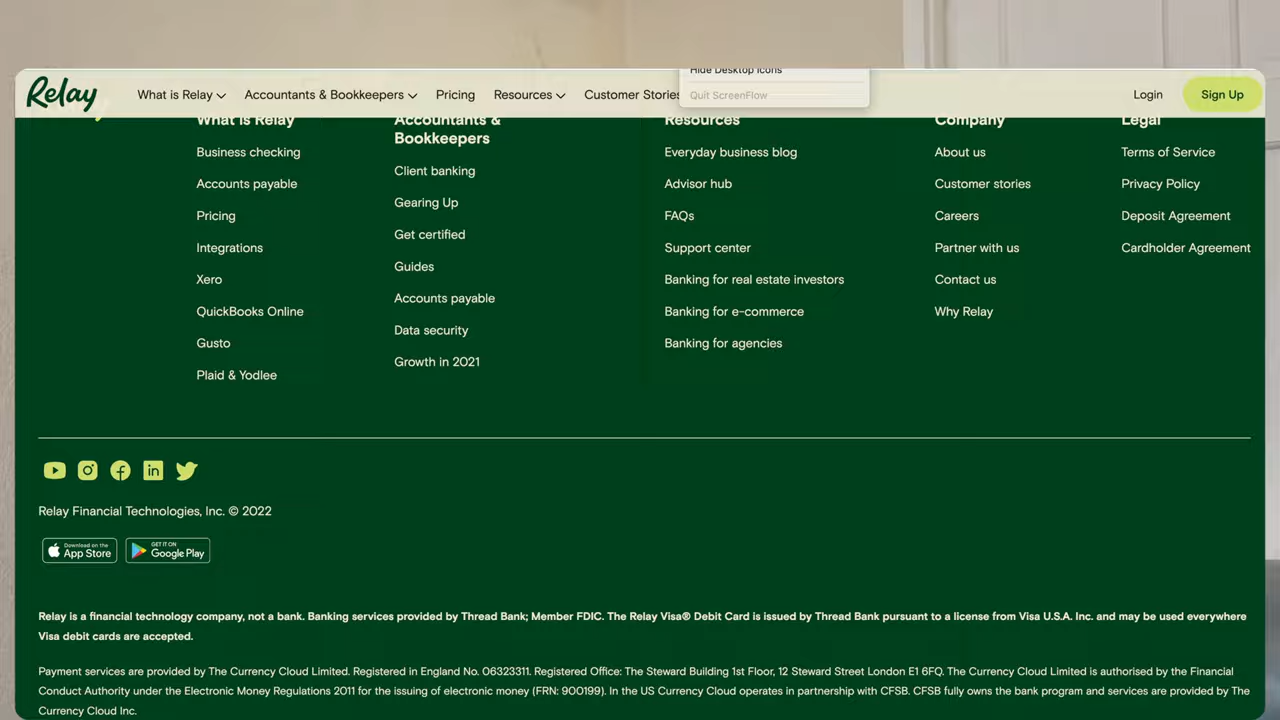 Hide Desktop Icons
Quit ScreenFlow
Relay
What is Relay
Accountants & Bookkeepers
Pricing
Resources
Customer Stories
Login
Sign Up
What is Relay
Business checking
Accounts payable
Pricing
Integrations
Xero
QuickBooks Online
Gusto
Plaid & Yodlee
Accountants &
Bookkeepers
Client banking
Gearing Up
Get certified
Guides
Accounts payable
Data security
Growth in 2021
Resources
Everyday business blog
Advisor hub
FAQs
Support center
Banking for real estate investors
Banking for e-commerce
Banking for agencies
Company
About us
Customer stories
Careers
Partner with us
Contact us
Why Relay
Legal
Terms of Service
Privacy Policy
Deposit Agreement
Cardholder Agreement
Relay Financial Technologies, Inc. © 2022
Download on the
App Store
GET IT ON
Google Play
Relay is a financial technology company, not a bank. Banking services provided by Thread Bank; Member FDIC. The Relay Visa® Debit Card is issued by Thread Bank pursuant to a license from Visa U.S.A. Inc. and may be used everywhere
Visa debit cards are accepted.
Payment services are provided by The Currency Cloud Limited. Registered in England No. 06323311. Registered Office: The Steward Building 1st Floor, 12 Steward Street London E1 6FQ. The Currency Cloud Limited is authorised by the Financial
Conduct Authority under the Electronic Money Regulations 2011 for the issuing of electronic money (FRN: 900199). In the US Currency Cloud operates in partnership with CFSB. CFSB fully owns the bank program and services are provided by The
Currency Cloud Inc.